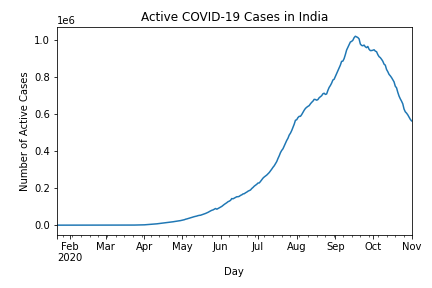 Active COVID-19 Cases in India
1e6
1.0
0.8
0.6
0.4
0.2
0.0
Number of Active Cases
Feb Mar Apr May Jun Jul Aug Sep Oct Nov
2020
Day